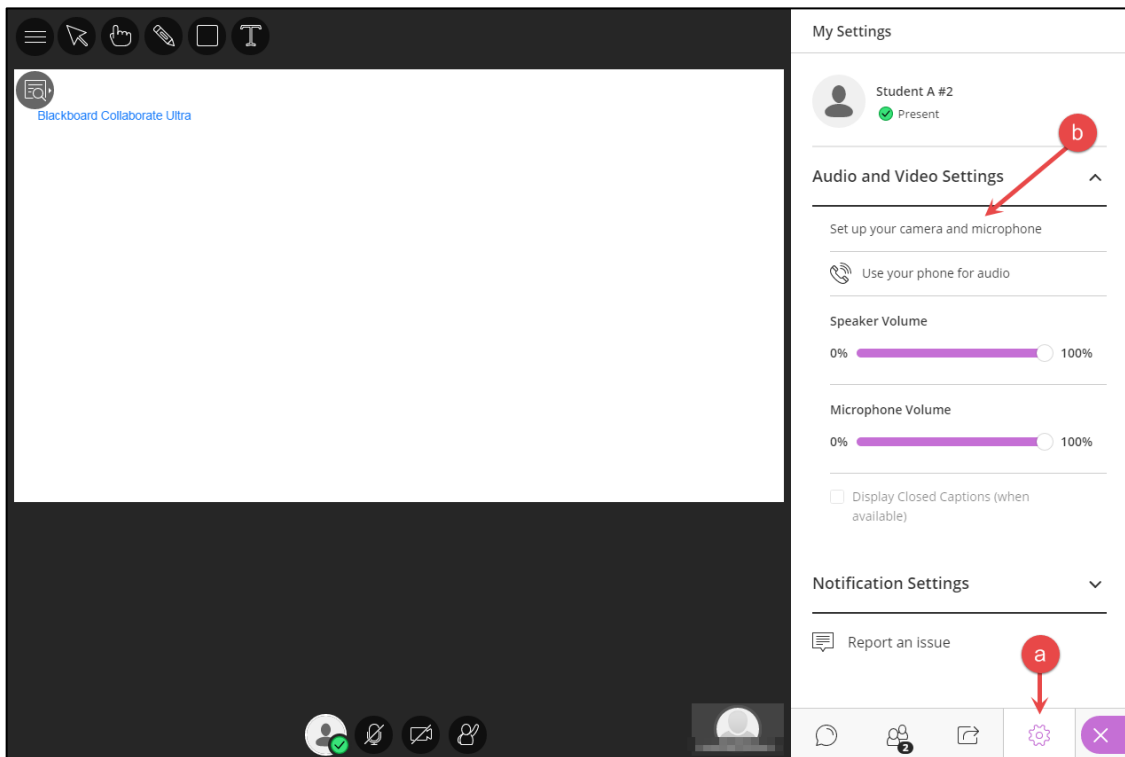 Blackboard Collaborate Ultra
My Settings
Student A #2
Present
b
Audio and Video Settings
Set up your camera and microphone
Use your phone for audio
Speaker Volume
0% 100%
Microphone Volume
0% 100%
Display Closed Captions (when
available)
Notification Settings
Report an issue
a
2